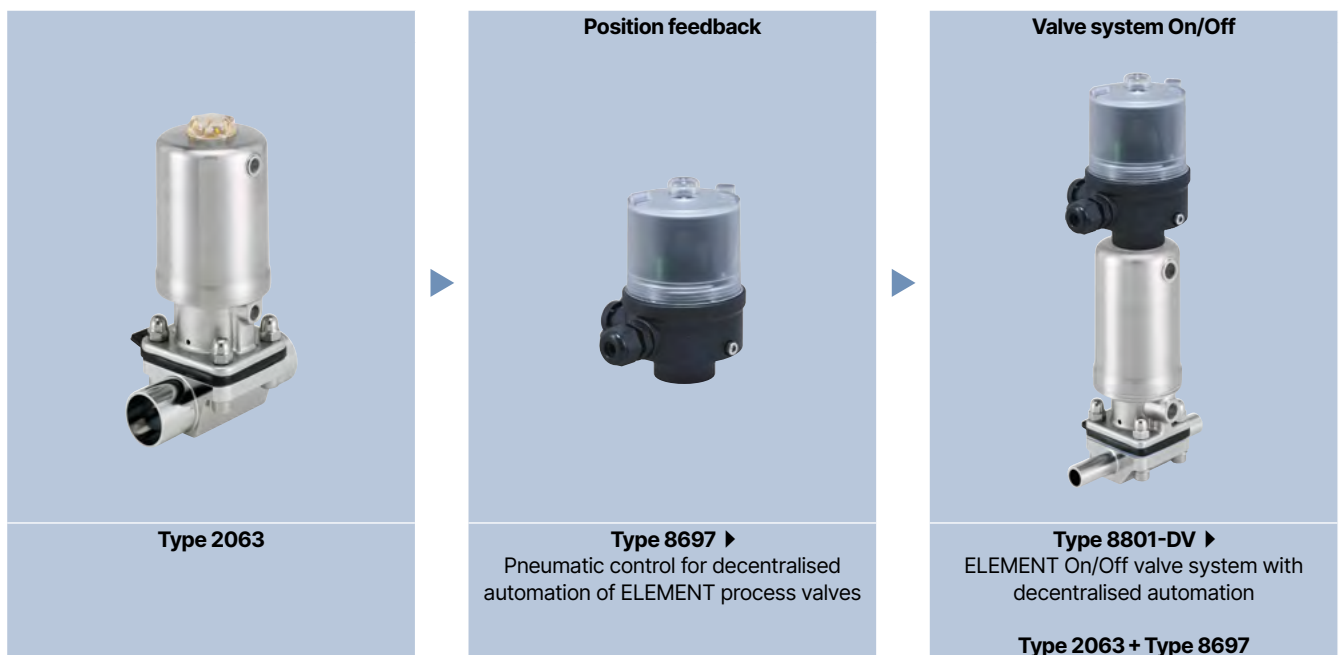 Type 2063
Position feedback
Type 8697
Pneumatic control for decentralised
automation of ELEMENT process valves
Valve system On/Off
Type 8801-DV
ELEMENT On/Off valve system with
decentralised automation
Type 2063 + Type 8697